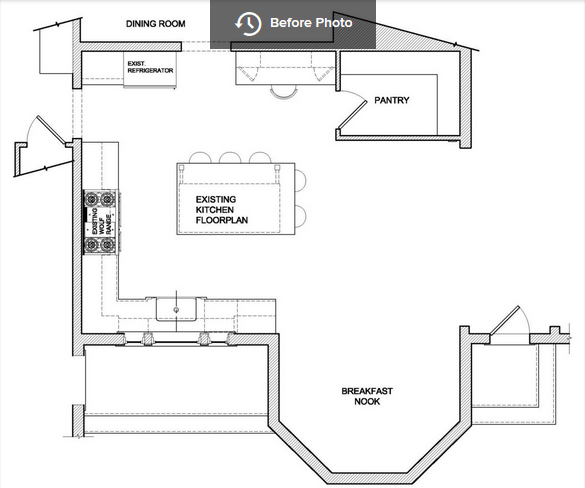 DINING ROOM
Before Photo
EXIST.
REFRIGERATOR
PANTRY
EXISTING
KITCHEN
FLOORPLAN
EXISTING
WOLF
RANGE
BREAKFAST
NOOK